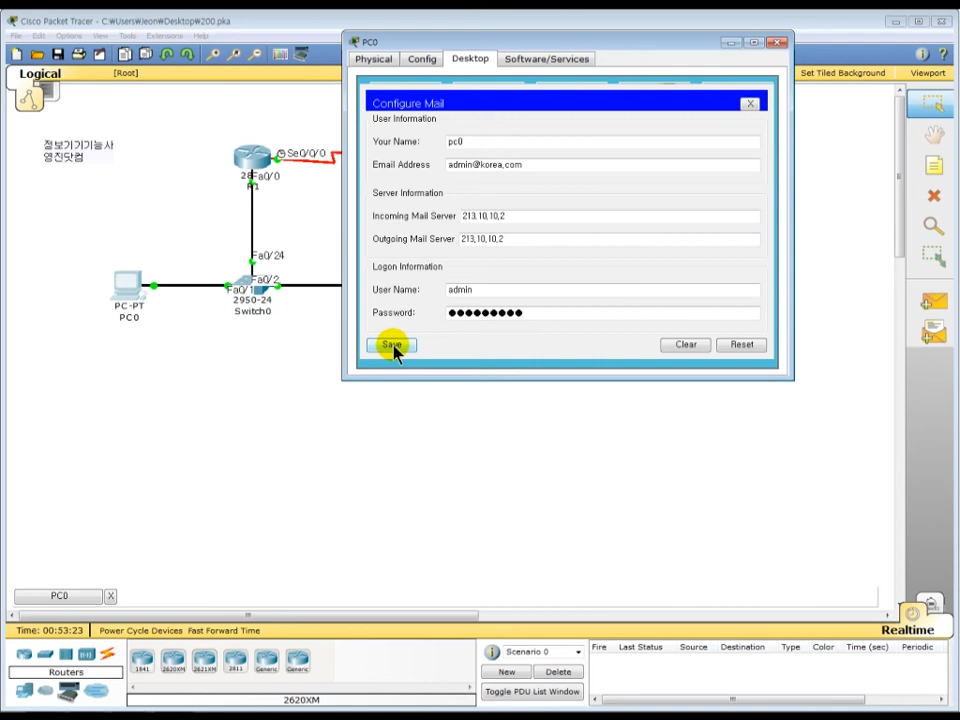 Cisco Packet Tracer - C:\Users\Jeon\Desktop\200.pka
File Edit Options View Tools Extensions Help
Logical
[Root]
Set Tiled Background
Viewport
정보기기기능사
영진닷컴
Se0/0/0
Fa0/0
Fa0/24
Fa0/2
Fa0/1
2950-24
Switch0
PC-PT
PC0
PC0
Physical
Config
Desktop
Software/Services
Configure Mail
X
User Information
Your Name:
pc0
Email Address
admin@korea.com
Server Information
Incoming Mail Server
213.10.10.2
Outgoing Mail Server
213.10.10.2
Logon Information
User Name:
admin
Password:
●●●●●●●●●
Save
Clear
Reset
PC0
X
Time: 00:53:23
Power Cycle Devices Fast Forward Time
Realtime
Routers
1841
2620XM
2621XM
2811
Generic
Generic
2620XM
Scenario 0
New
Delete
Toggle PDU List Window
Fire
Last Status
Source
Destination
Type
Color
Time (sec)
Periodic